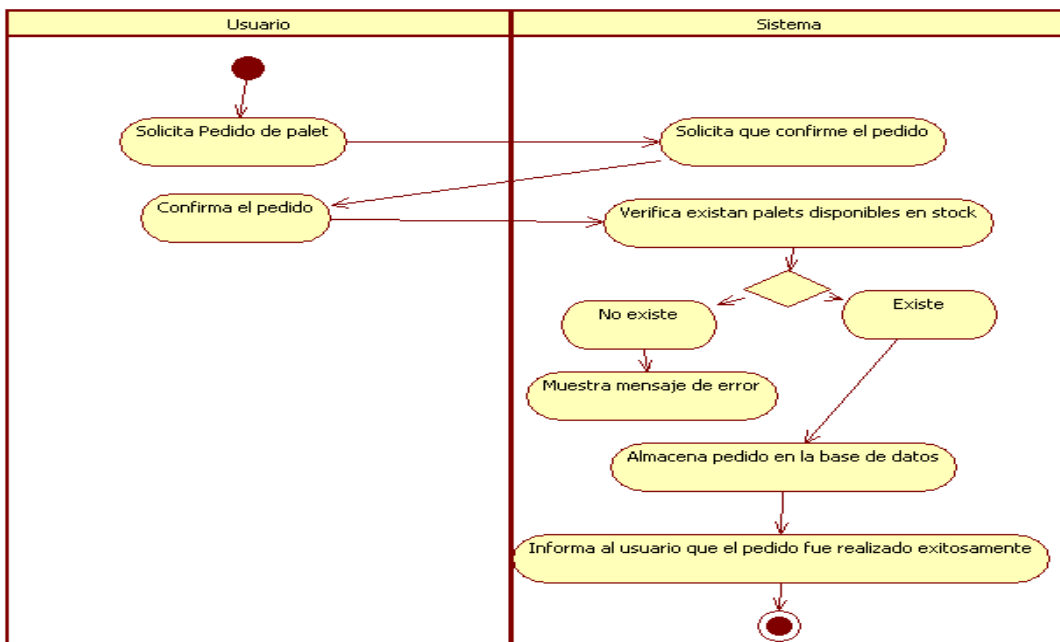 Usuario
Sistema
Solicita Pedido de palet
Solicita que confirme el pedido
Confirma el pedido
Verifica existan palets disponibles en stock
No existe
Existe
Muestra mensaje de error
Almacena pedido en la base de datos
Informa al usuario que el pedido fue realizado exitosamente